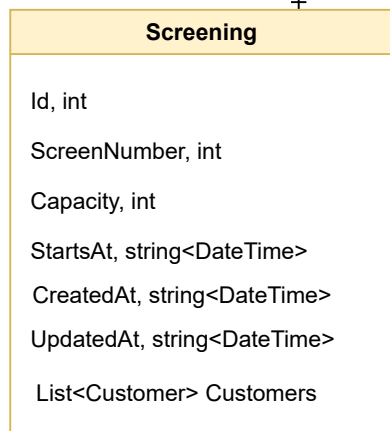 Screening
Id, int
ScreenNumber, int
Capacity, int
StartsAt, string<DateTime>
CreatedAt, string<DateTime>
UpdatedAt, string<DateTime>
List<Customer> Customers